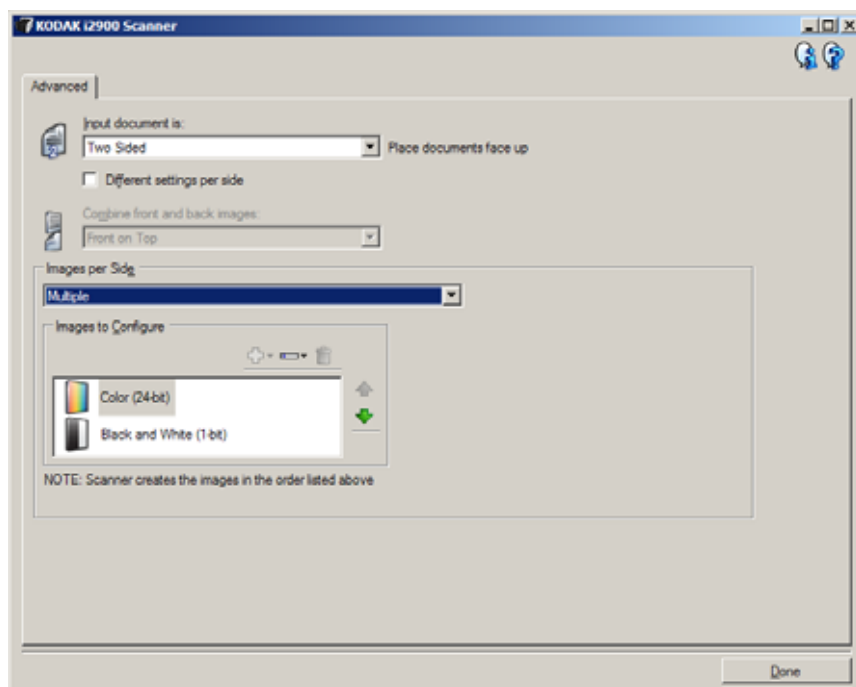 KODAK i2900 Scanner
Advanced
Input document is:
Two Sided
Place documents face up
Different settings per side
Combine front and back images:
Front on Top
Images per Side
Multiple
Images to Configure
Color (24-bit)
Black and White (1-bit)
NOTE: Scanner creates the images in the order listed above
Done